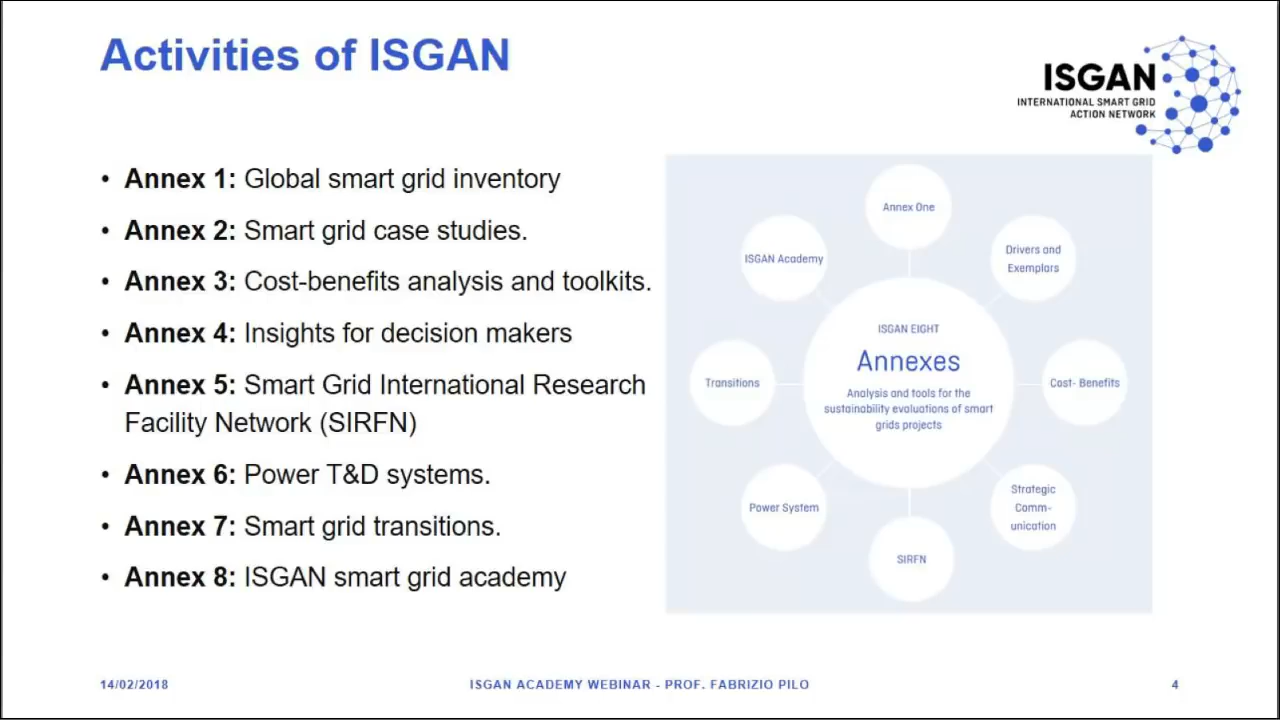 Activities of ISGAN
ISGAN
INTERNATIONAL SMART GRID
ACTION NETWORK
• Annex 1: Global smart grid inventory
• Annex 2: Smart grid case studies.
• Annex 3: Cost-benefits analysis and toolkits.
• Annex 4: Insights for decision makers
• Annex 5: Smart Grid International Research
Facility Network (SIRFN)
• Annex 6: Power T&D systems.
• Annex 7: Smart grid transitions.
• Annex 8: ISGAN smart grid academy
Annex One
Drivers and
Exemplars
Cost- Benefits
Strategic
Comm-
unication
SIRFN
Power System
Transitions
ISGAN Academy
ISGAN EIGHT
Annexes
Analysis and tools for the
sustainability evaluations of smart
grids projects
14/02/2018
ISGAN ACADEMY WEBINAR - PROF. FABRIZIO PILO
4